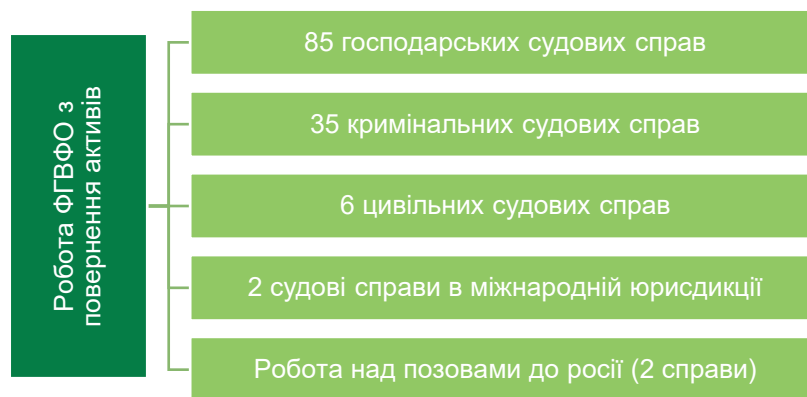 Робота ФГВФО з
повернення активів
85 господарських судових справ
35 кримінальних судових справ
6 цивільних судових справ
2 судові справи в міжнародній юрисдикції
Робота над позовами до росії (2 справи)